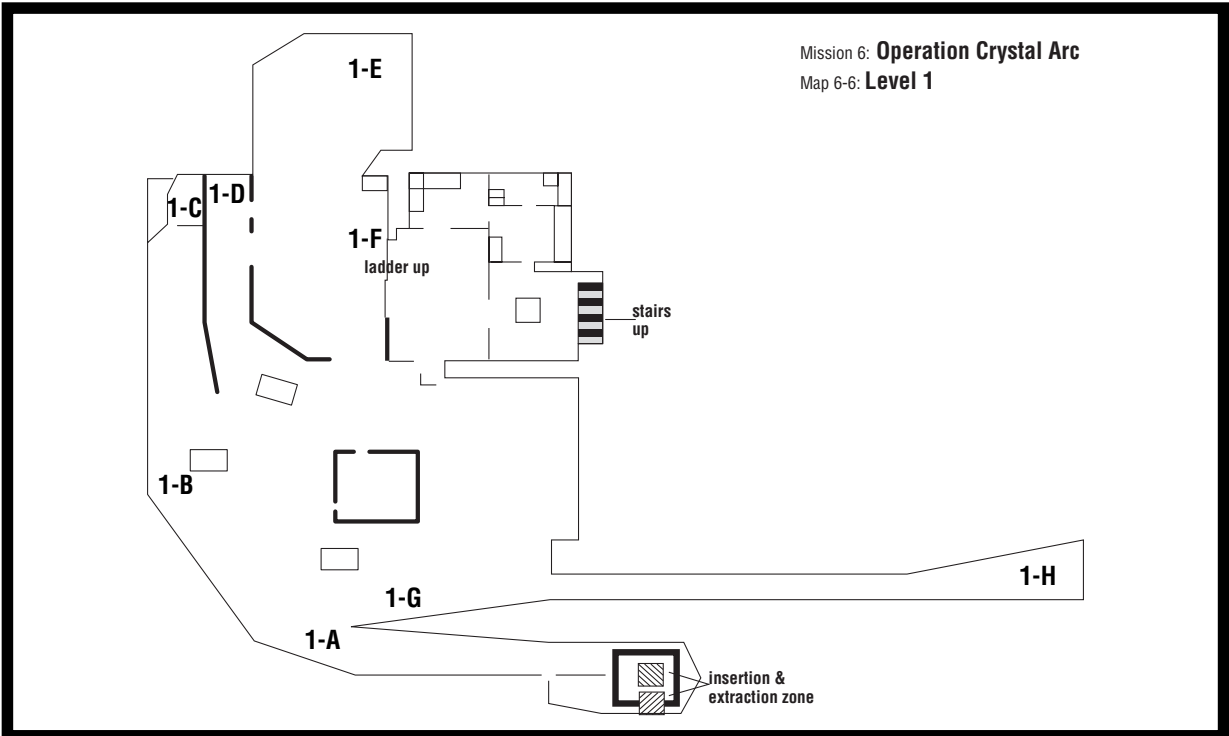 Mission 6: Operation Crystal Arc
Map 6-6: Level 1
1-E
1-D
1-C
1-F
ladder up
stairs
up
1-B
1-H
1-G
1-A
insertion &
extraction zone